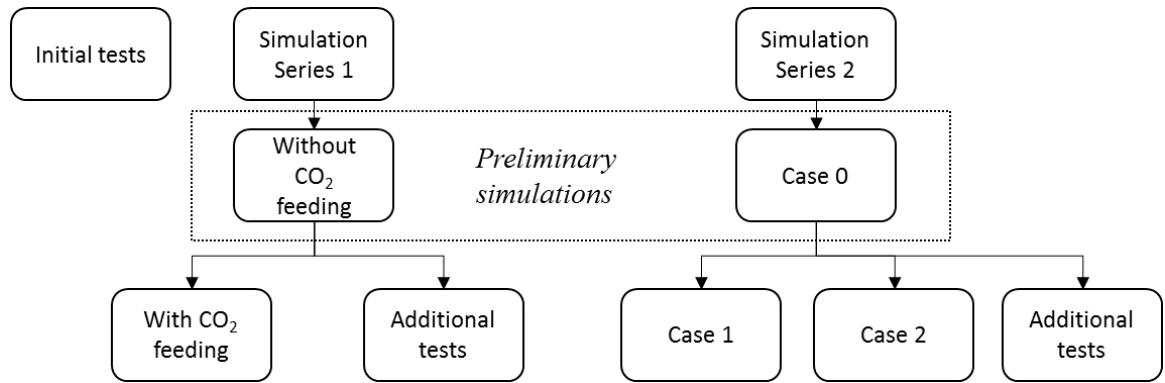 Initial tests
Simulation
Series 1
Simulation
Series 2
Without
CO₂
feeding
Preliminary
simulations
Case 0
With CO₂
feeding
Additional
tests
Case 1
Case 2
Additional
tests